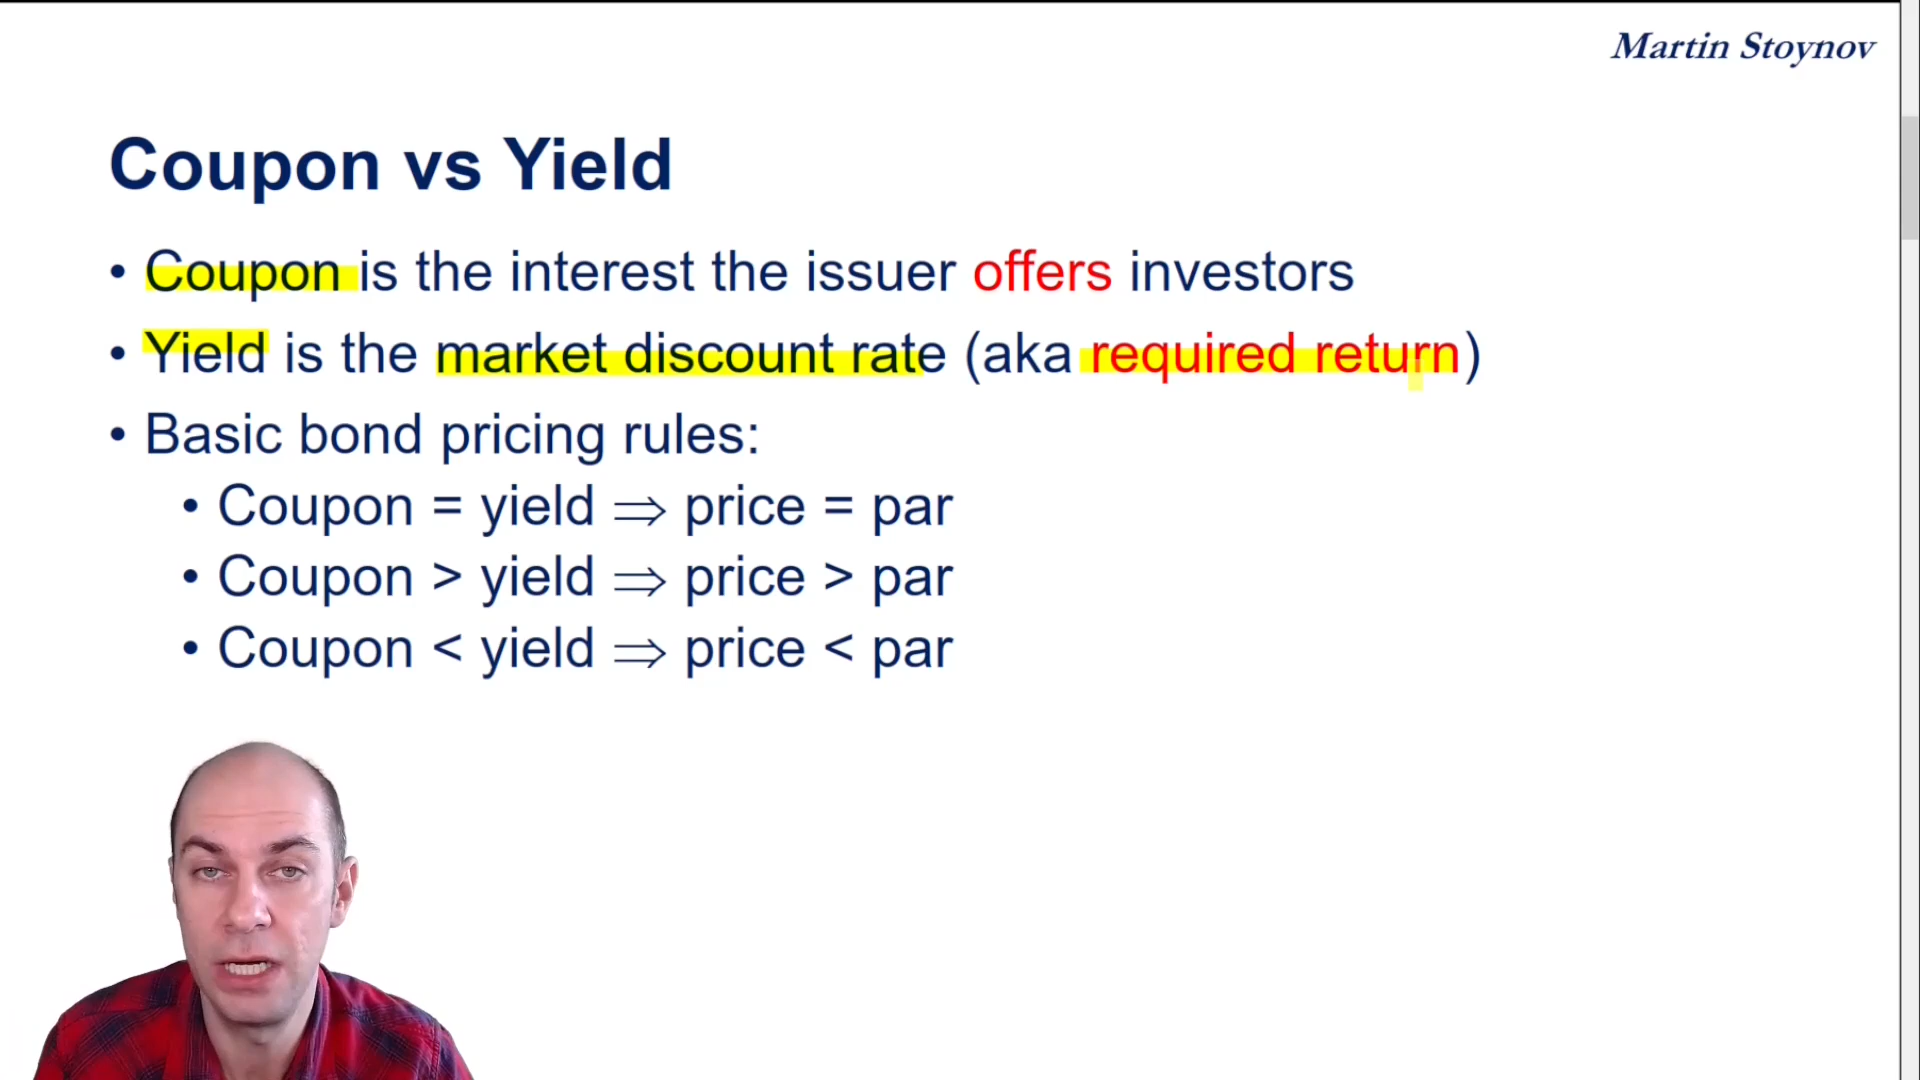 Martin Stoynov
Coupon vs Yield
• Coupon is the interest the issuer offers investors
• Yield is the market discount rate (aka required return)
• Basic bond pricing rules:
• Coupon = yield ⇒ price = par
• Coupon > yield ⇒ price > par
• Coupon < yield ⇒ price < par